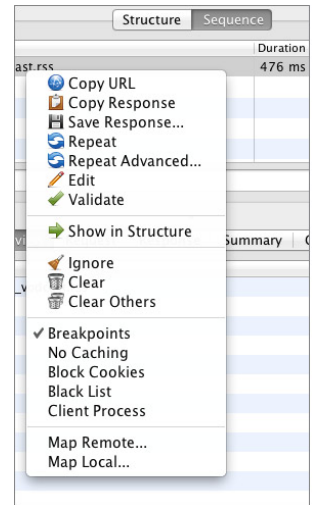 Structure Sequence
Duration
ast.rss 476 ms
Copy URL
Copy Response
Save Response...
Repeat
Repeat Advanced...
Edit
Validate
Show in Structure
Summary
Ignore
Clear
Clear Others
Breakpoints
No Caching
Block Cookies
Black List
Client Process
Map Remote...
Map Local...